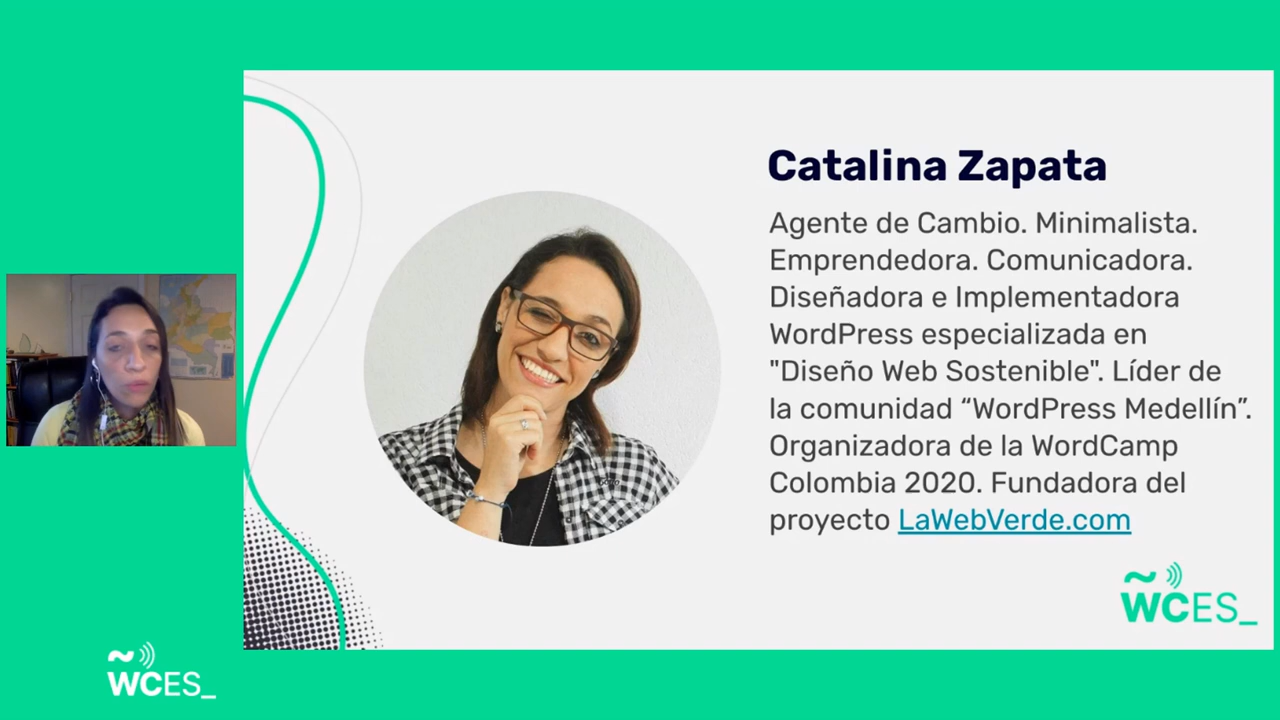 Catalina Zapata
Agente de Cambio. Minimalista.
Emprendedora. Comunicadora.
Diseñadora e Implementadora
WordPress especializada en
"Diseño Web Sostenible". Líder de
la comunidad “WordPress Medellín”.
Organizadora de la WordCamp
Colombia 2020. Fundadora del
proyecto LaWebVerde.com
~
WCES_
~
WCES_